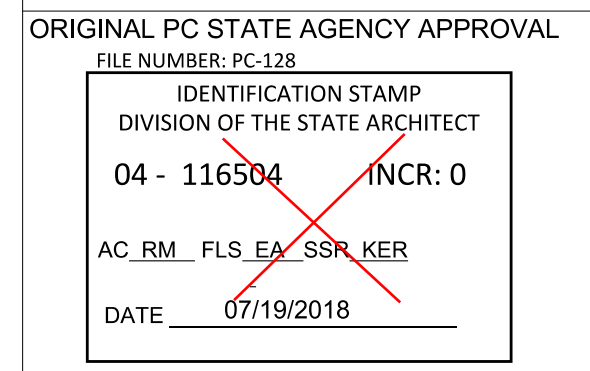 ORIGINAL PC STATE AGENCY APPROVAL
FILE NUMBER: PC-128
IDENTIFICATION STAMP
DIVISION OF THE STATE ARCHITECT
04 - 116504 INCR: 0
AC RM FLS EA SSR KER
DATE 07/19/2018